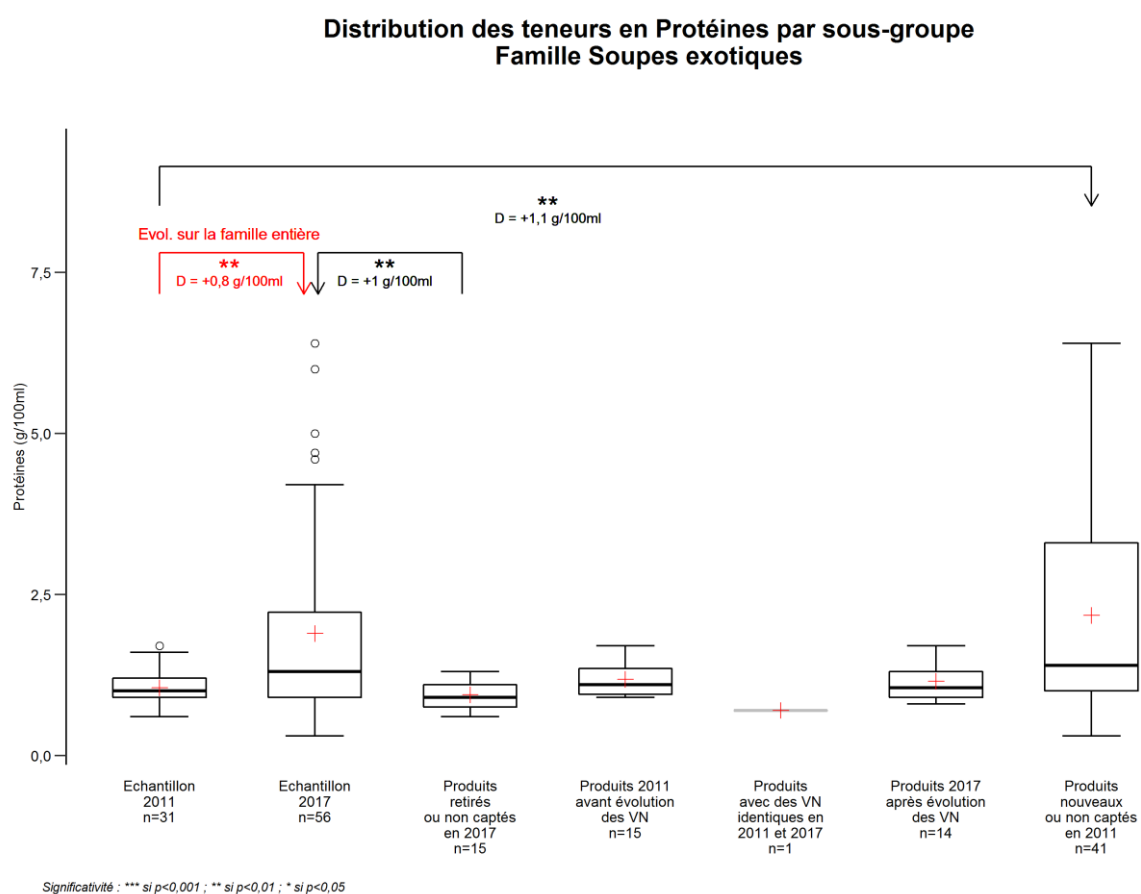 Distribution des teneurs en Protéines par sous-groupe
Famille Soupes exotiques
**
D = +1,1 g/100ml
Evol. sur la famille entière
**
D = +0,8 g/100ml
**
D = +1 g/100ml
Protéines (g/100ml)
7,5
5,0
2,5
0,0
Echantillon
2011
n=31
Echantillon
2017
n=56
Produits
retirés
ou non captés
en 2017
n=15
Produits 2011
avant évolution
des VN
n=15
Produits
avec des VN
identiques en
2011 et 2017
n=1
Produits 2017
après évolution
des VN
n=14
Produits
nouveaux
ou non captés
en 2011
n=41
Significativité : *** si p<0,001 ; ** si p<0,01 ; * si p<0,05